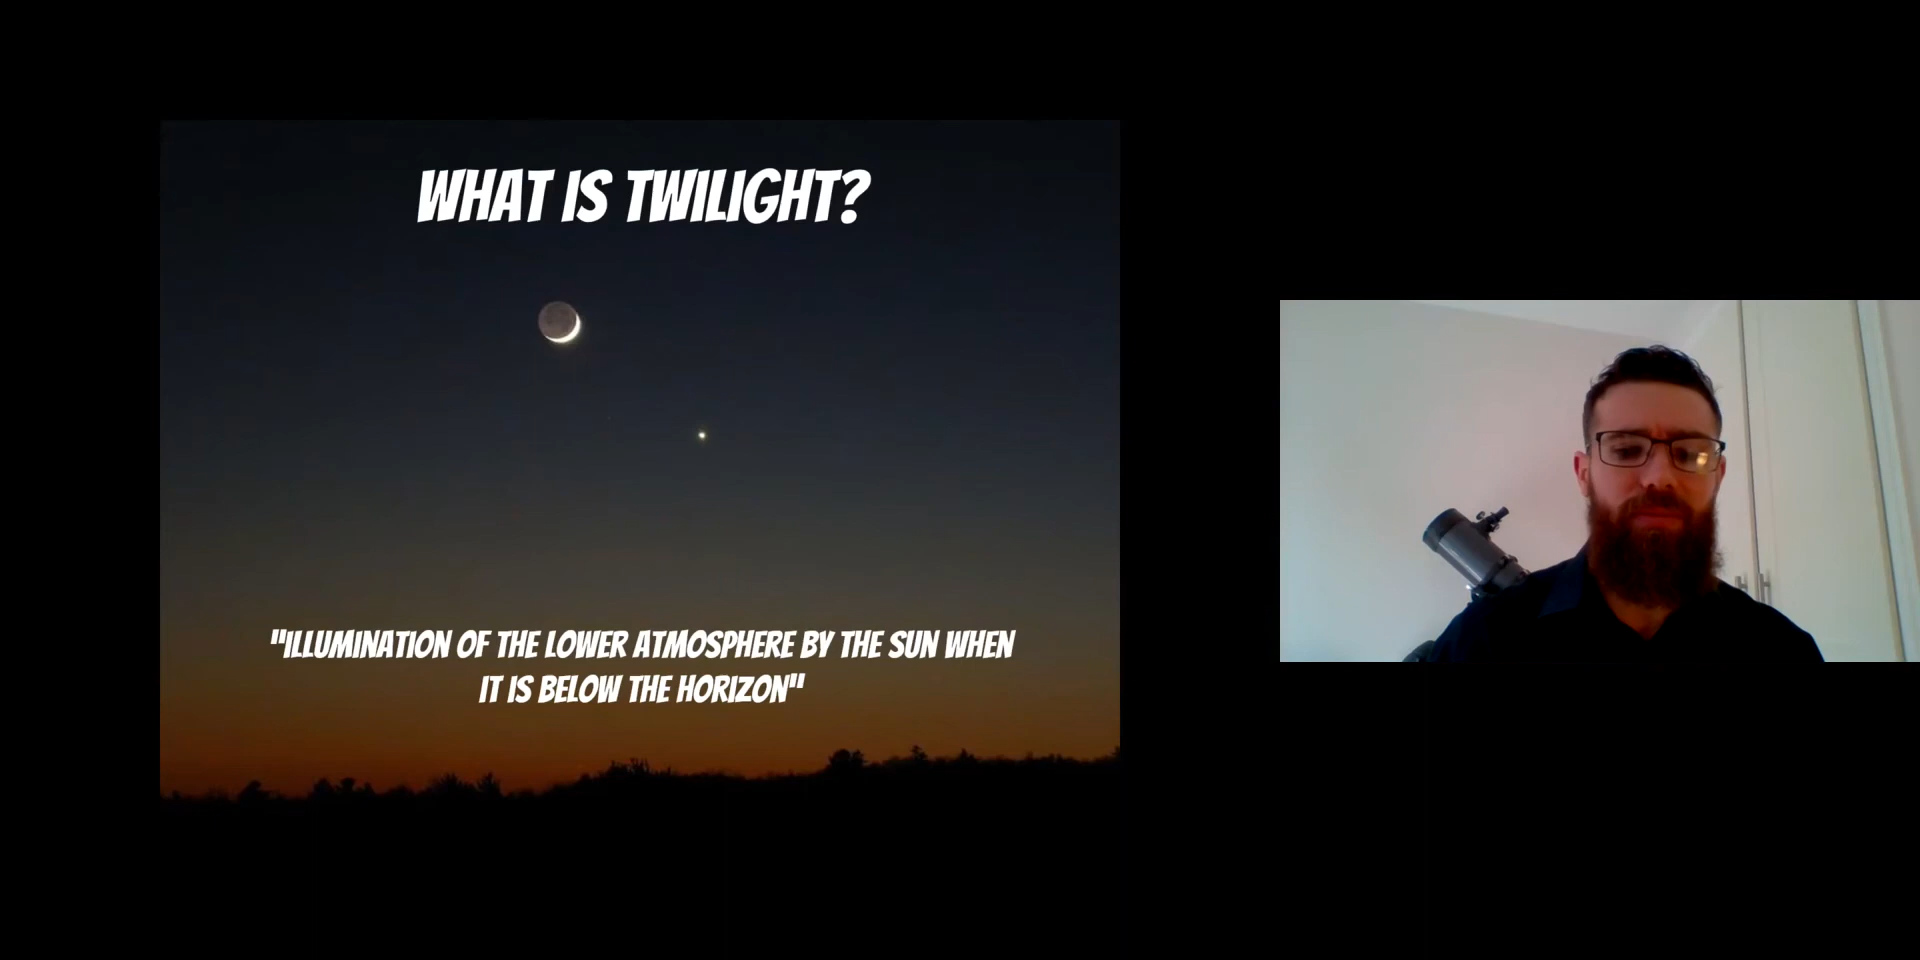 WHAT IS TWILIGHT?
"ILLUMINATION OF THE LOWER ATMOSPHERE BY THE SUN WHEN
IT IS BELOW THE HORIZON"